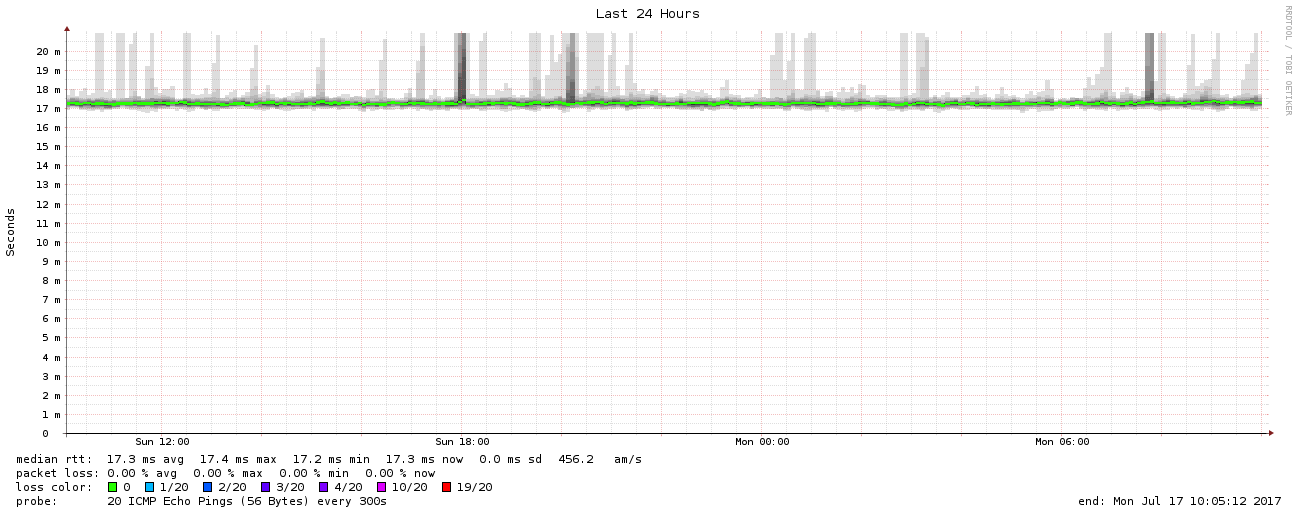 Last 24 Hours
RRDTOOL / TOBI OETIKER
Seconds
20 m
19 m
18 m
17 m
16 m
15 m
14 m
13 m
12 m
11 m
10 m
9 m
8 m
7 m
6 m
5 m
4 m
3 m
2 m
1 m
0
Sun 12:00 Sun 18:00 Mon 00:00 Mon 06:00
median rtt: 17.3 ms avg 17.4 ms max 17.2 ms min 17.3 ms now 0.0 ms sd 456.2 am/s
packet loss: 0.00 % avg 0.00 % max 0.00 % min 0.00 % now
loss color: 0 1/20 2/20 3/20 4/20 10/20 19/20
probe: 20 ICMP Echo Pings (56 Bytes) every 300s end: Mon Jul 17 10:05:12 2017